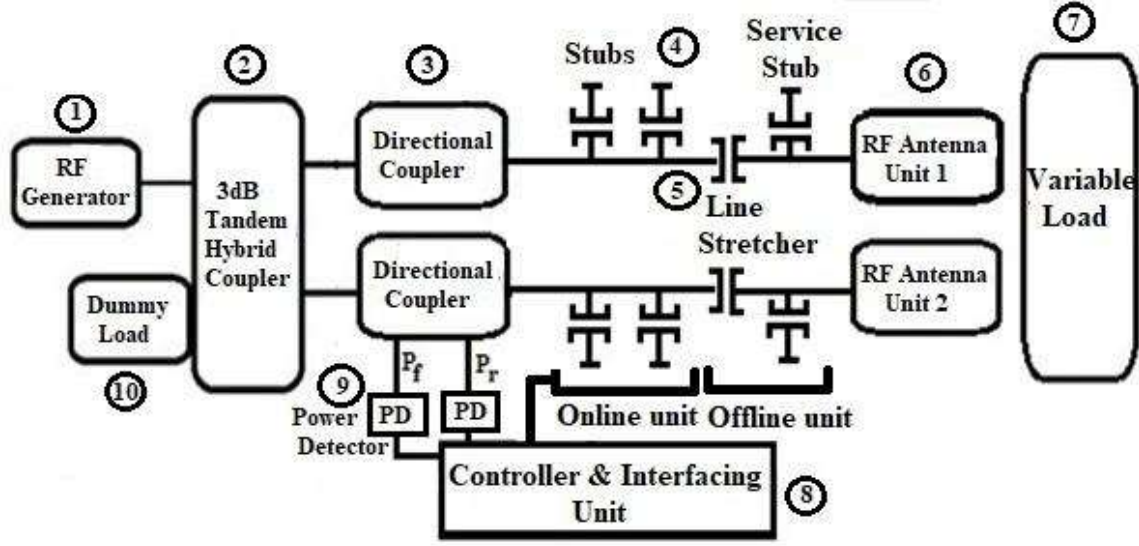 7
4
Service
Stub
Stubs
2
3
6
1
RF
Generator
Directional
Coupler
RF Antenna
Unit 1
3dB
Tandem
Hybrid
Coupler
5
Line
Stretcher
Variable
Load
Directional
Coupler
RF Antenna
Unit 2
Dummy
Load
10
Pf
Pr
9
PD
PD
Power
Detector
Online unit
Offline unit
Controller & Interfacing
Unit
8